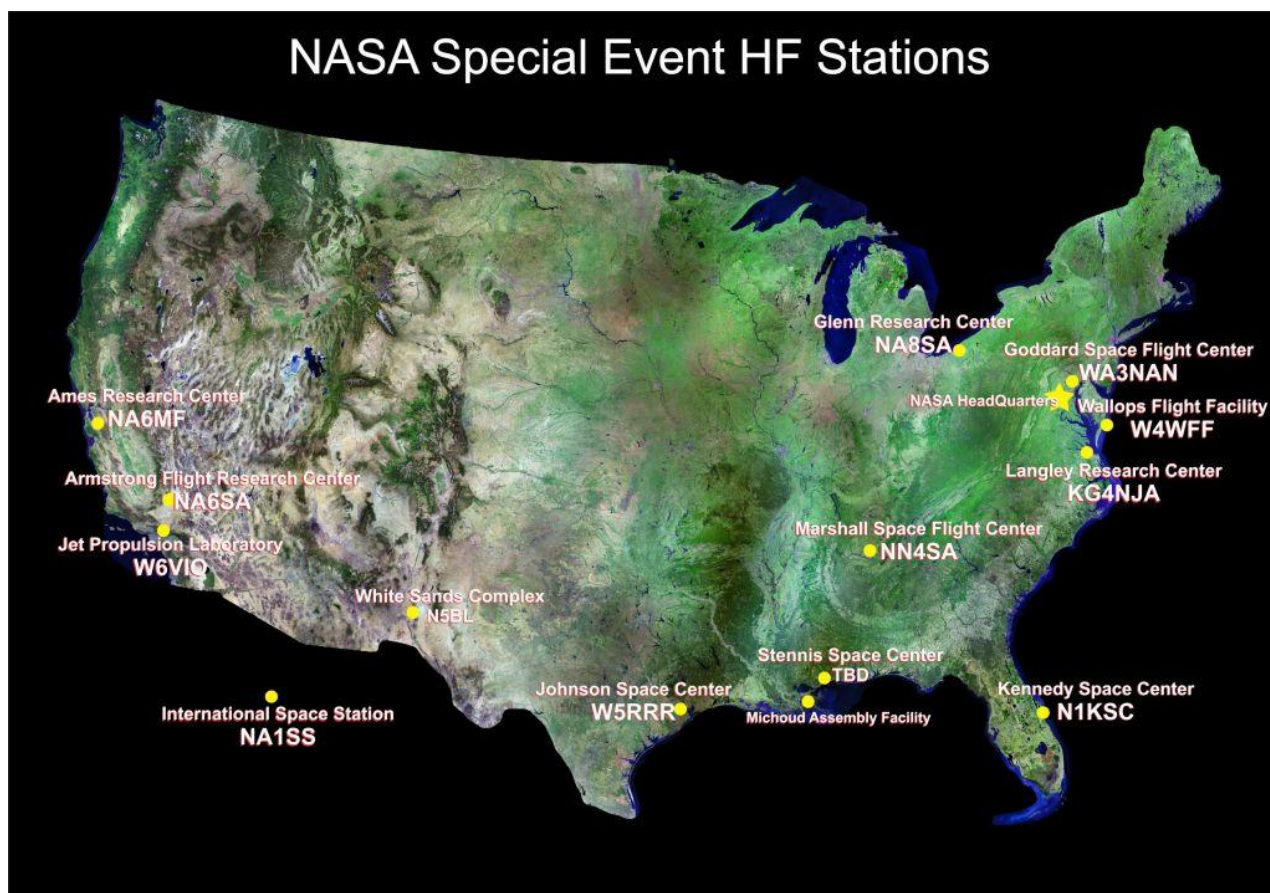 NASA Special Event HF Stations
Glenn Research Center
NA8SA
Goddard Space Flight Center
WA3NAN
NASA HeadQuarters
Wallops Flight Facility
W4WFF
Ames Research Center
NA6MF
Langley Research Center
KG4NJA
Armstrong Flight Research Center
NA6SA
Marshall Space Flight Center
NN4SA
Jet Propulsion Laboratory
W6VIO
White Sands Complex
N5BL
Stennis Space Center
TBD
Johnson Space Center
W5RRR
Kennedy Space Center
N1KSC
Michoud Assembly Facility
International Space Station
NA1SS